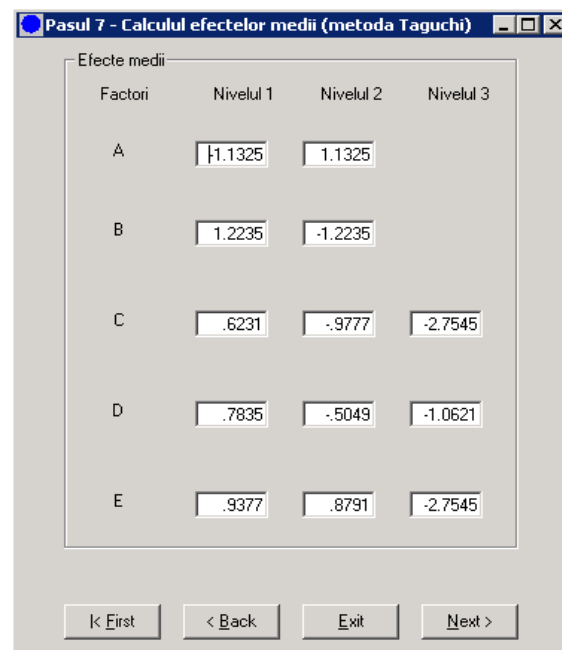 Pasul 7 - Calculul efectelor medii (metoda Taguchi)
Efecte medii
Factori Nivelul 1 Nivelul 2 Nivelul 3
A -1.1325 1.1325
B 1.2235 -1.2235
C .6231 -.9777 -2.7545
D .7835 -.5049 -1.0621
E .9377 .8791 -2.7545
|< First < Back Exit Next >